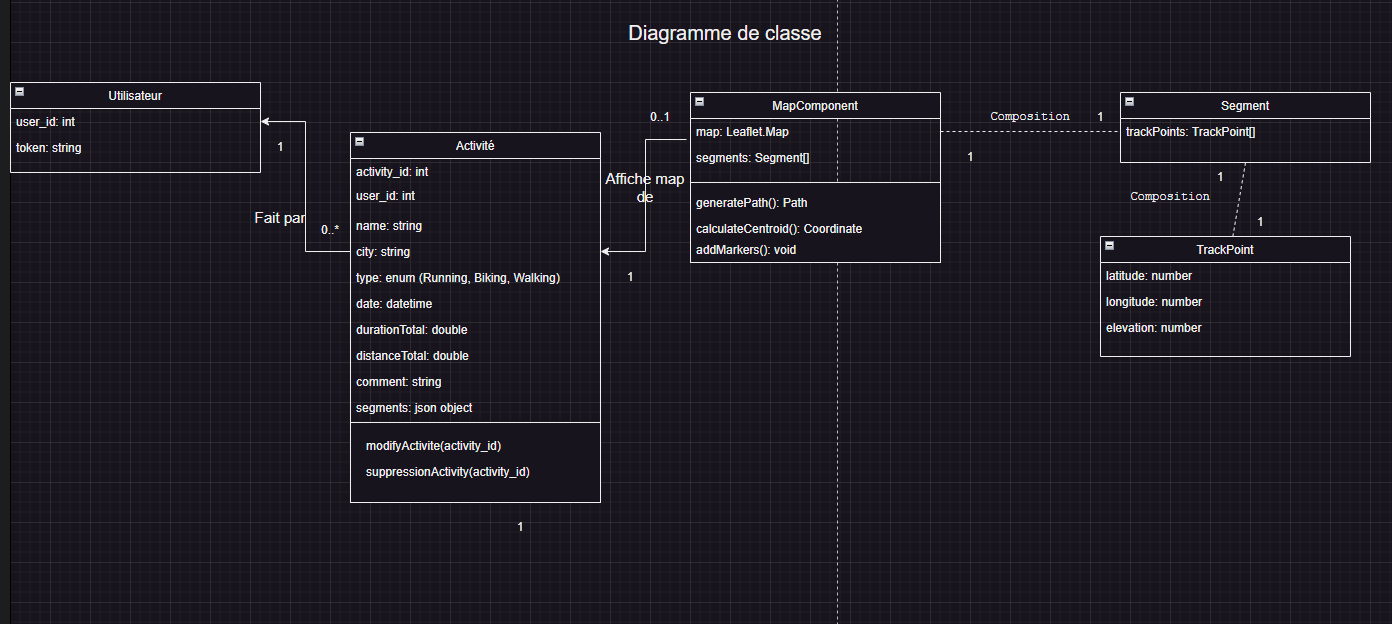 Diagramme de classe
Utilisateur
user_id: int
token: string
1
Fait par
0..*
Activité
activity_id: int
user_id: int
name: string
city: string
type: enum (Running, Biking, Walking)
date: datetime
durationTotal: double
distanceTotal: double
comment: string
segments: json object
modifyActivite(activity_id)
suppressionActivity(activity_id)
1
0..1
Affiche map
de
1
MapComponent
map: Leaflet.Map
segments: Segment[]
generatePath(): Path
calculateCentroid(): Coordinate
addMarkers(): void
Composition
1
1
Segment
trackPoints: TrackPoint[]
1
Composition
1
TrackPoint
latitude: number
longitude: number
elevation: number